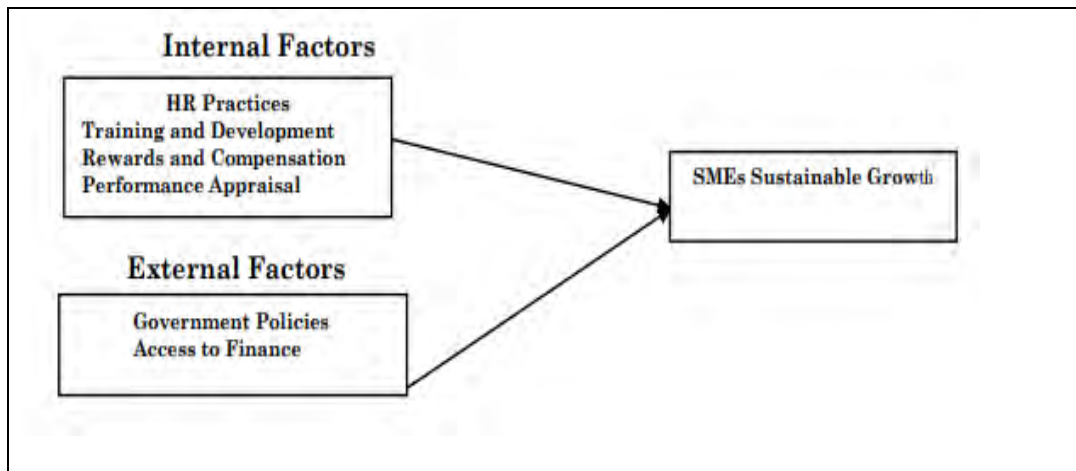 Internal Factors
HR Practices
Training and Development
Rewards and Compensation
Performance Appraisal
SMEs Sustainable Growth
External Factors
Government Policies
Access to Finance